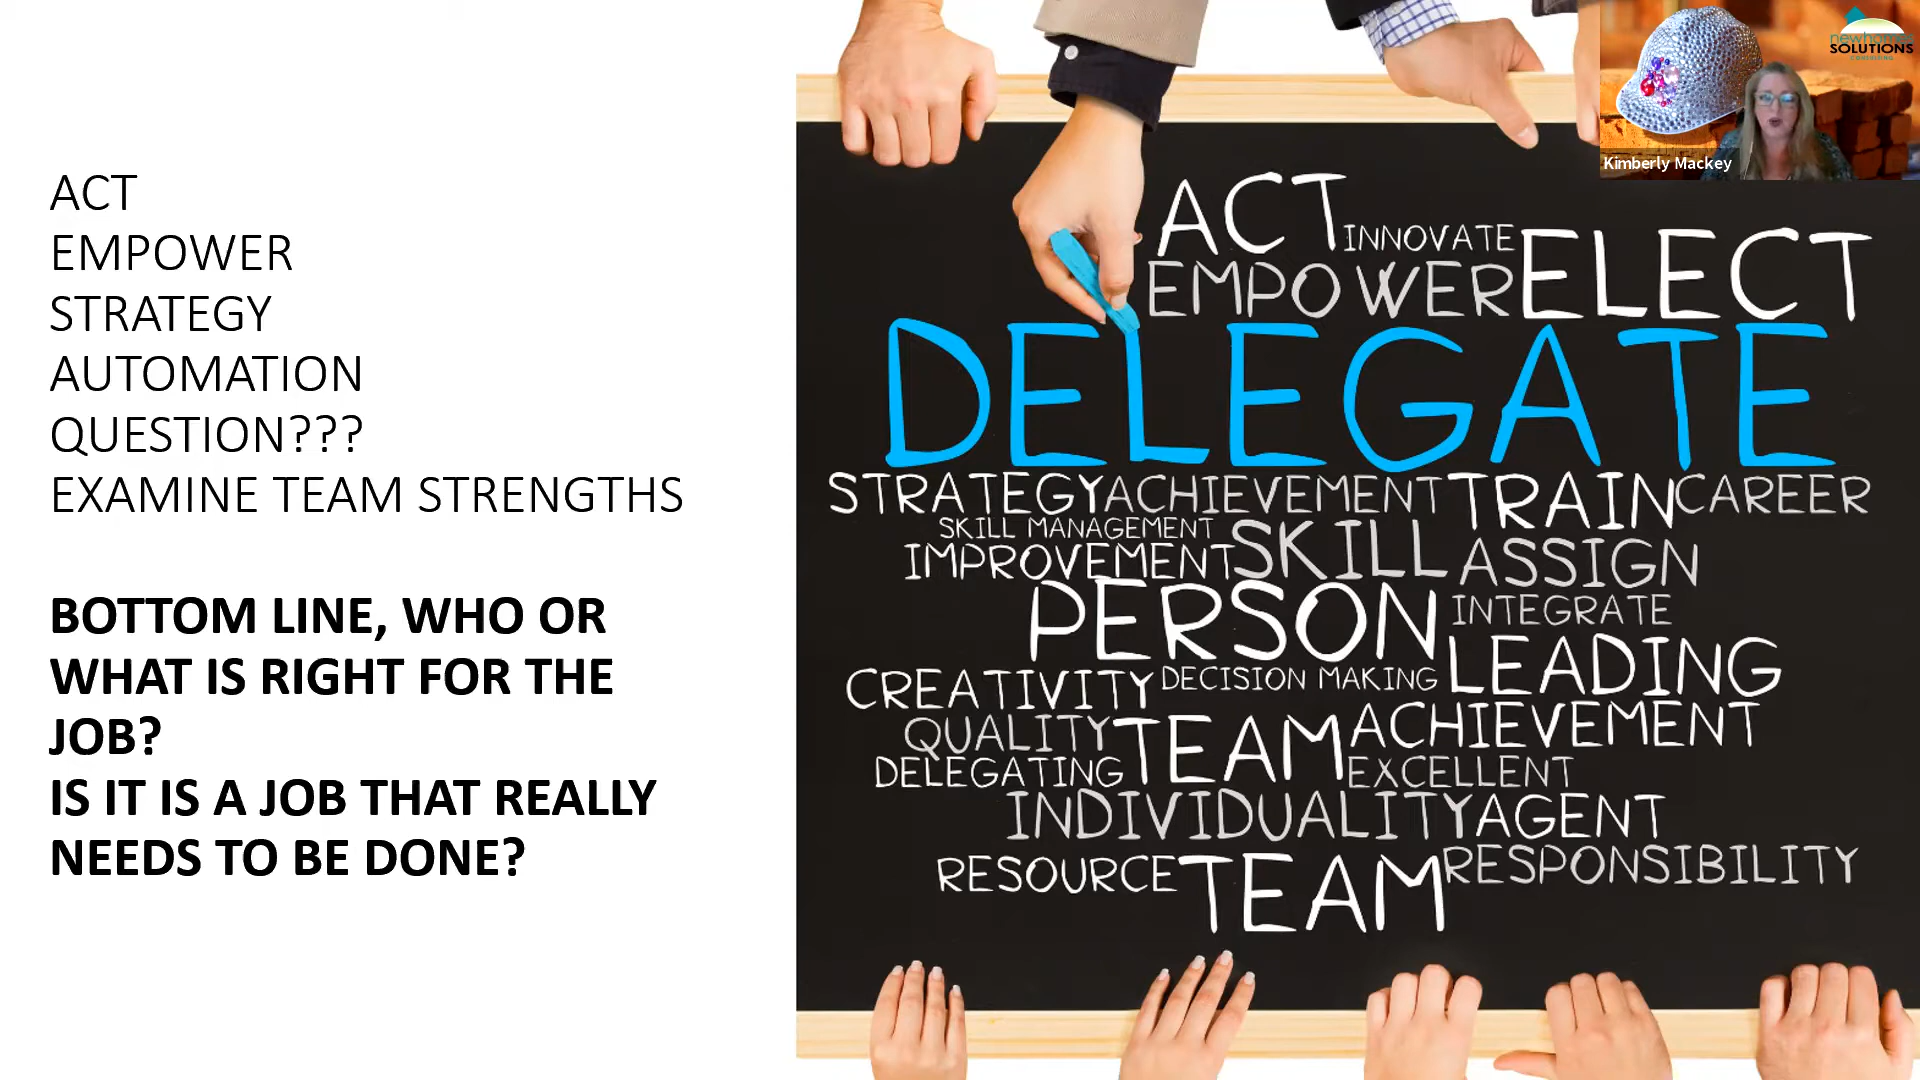 ACT
EMPOWER
STRATEGY
AUTOMATION
QUESTION???
EXAMINE TEAM STRENGTHS
BOTTOM LINE, WHO OR
WHAT IS RIGHT FOR THE
JOB?
IS IT IS A JOB THAT REALLY
NEEDS TO BE DONE?
ACT INNOVATE ELECT
EMPOWER
DELEGATE
STRATEGY ACHIEVEMENT TRAIN CAREER
SKILL MANAGEMENT SKILL
IMPROVEMENT ASSIGN
PERSON INTEGRATE
CREATIVITY DECISION MAKING LEADING
QUALITY TEAM ACHIEVEMENT
DELEGATING EXCELLENT
INDIVIDUALITY AGENT
RESOURCE TEAM RESPONSIBILITY
newhome
SOLUTIONS
Kimberly Mackey